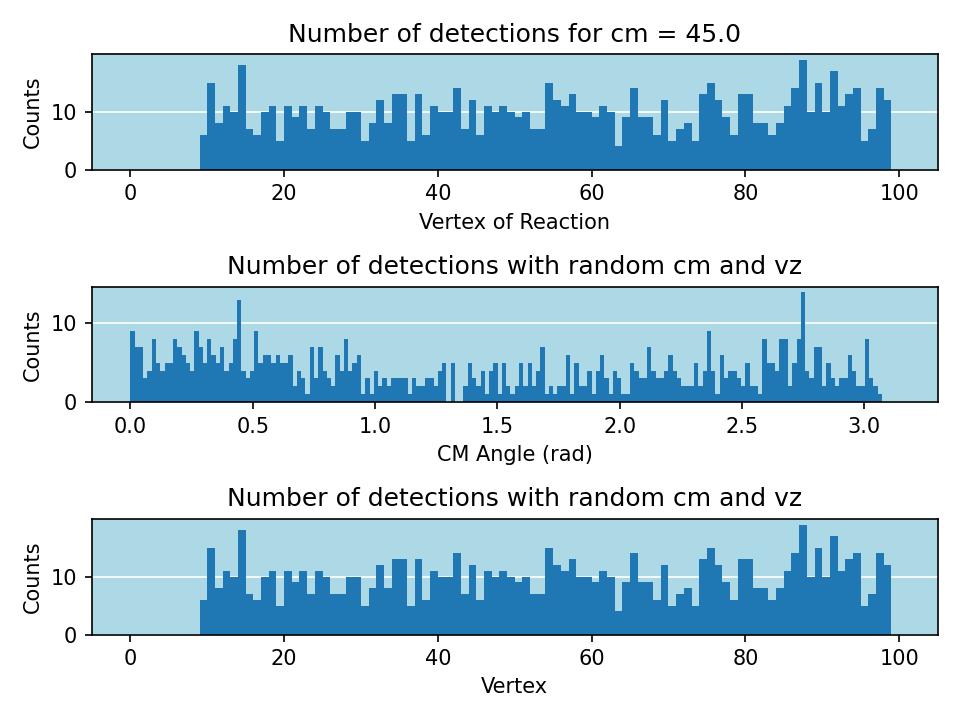 Number of detections for cm = 45.0
Counts
10
0
0 20 40 60 80 100
Vertex of Reaction
Number of detections with random cm and vz
Counts
10
0
0.0 0.5 1.0 1.5 2.0 2.5 3.0
CM Angle (rad)
Number of detections with random cm and vz
Counts
10
0
0 20 40 60 80 100
Vertex